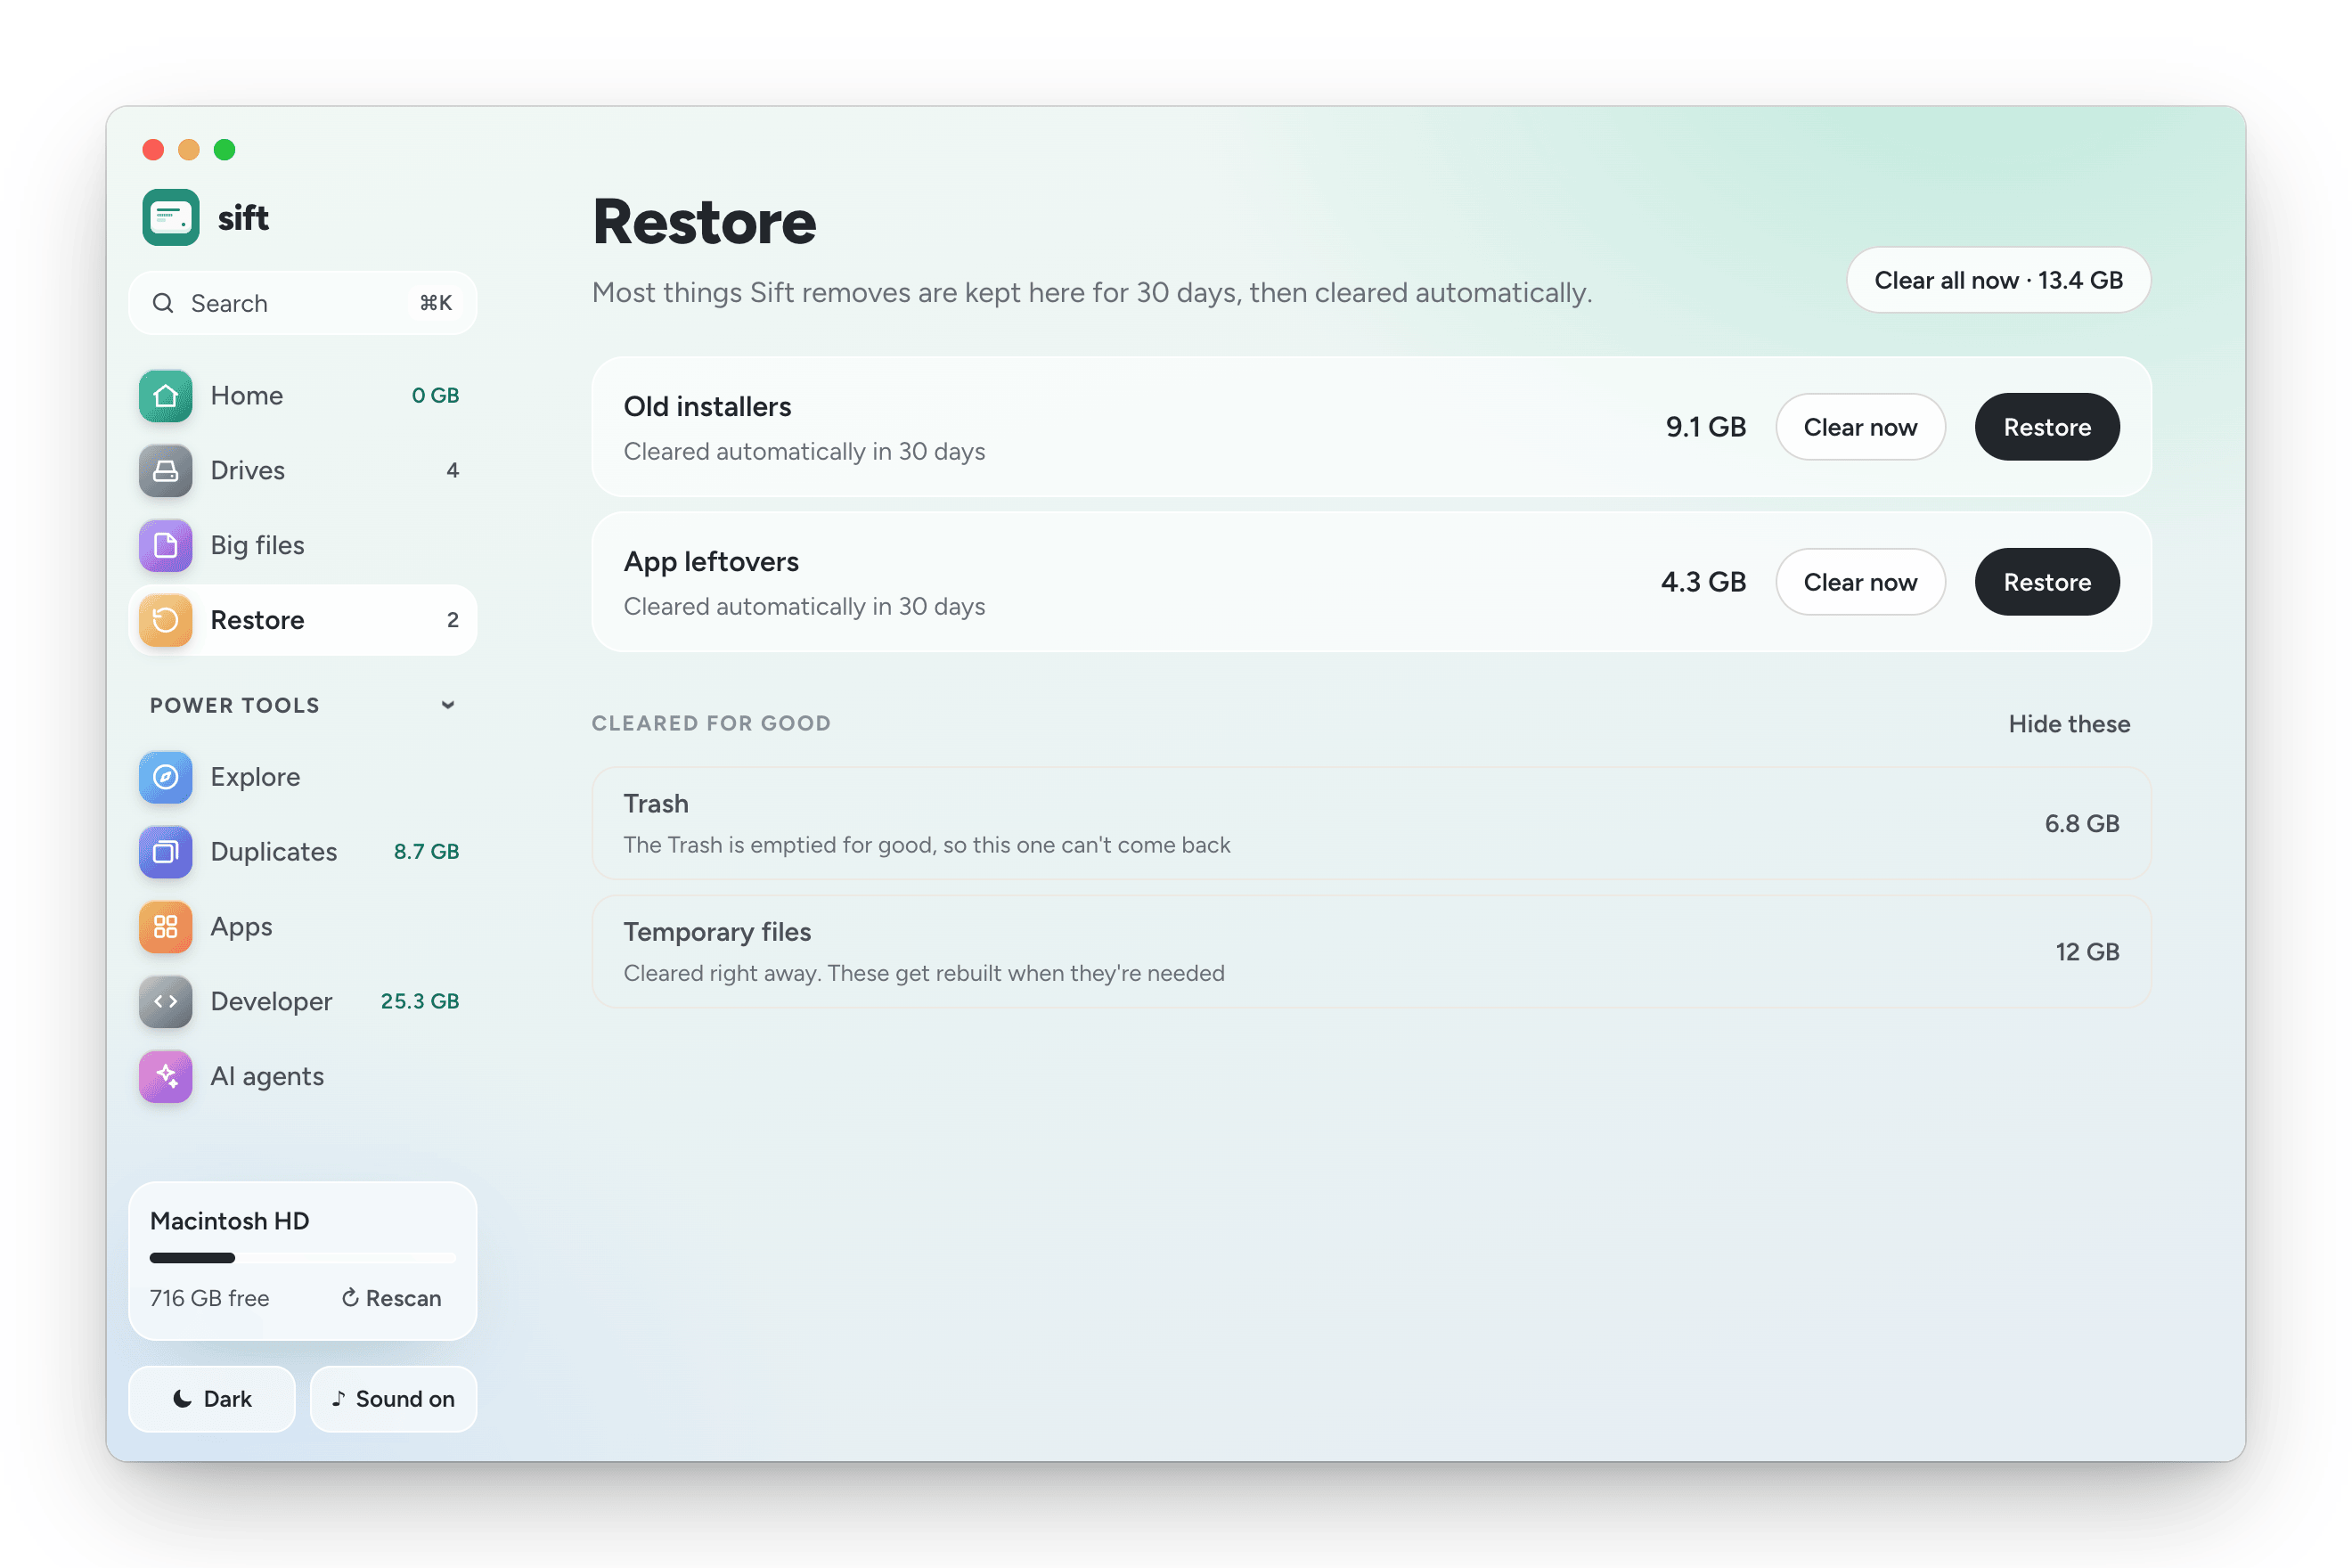 sift
Search ⌘K
Home 0 GB
Drives 4
Big files
Restore 2
POWER TOOLS
Explore
Duplicates 8.7 GB
Apps
Developer 25.3 GB
AI agents
Macintosh HD
716 GB free ↻ Rescan
Dark ♪ Sound on
Restore
Most things Sift removes are kept here for 30 days, then cleared automatically.
Clear all now · 13.4 GB
Old installers
Cleared automatically in 30 days
9.1 GB Clear now Restore
App leftovers
Cleared automatically in 30 days
4.3 GB Clear now Restore
CLEARED FOR GOOD Hide these
Trash
The Trash is emptied for good, so this one can't come back
6.8 GB
Temporary files
Cleared right away. These get rebuilt when they're needed
12 GB